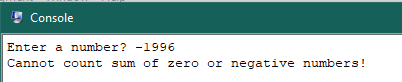 Console
Enter a number? -1996
Cannot count sum of zero or negative numbers!